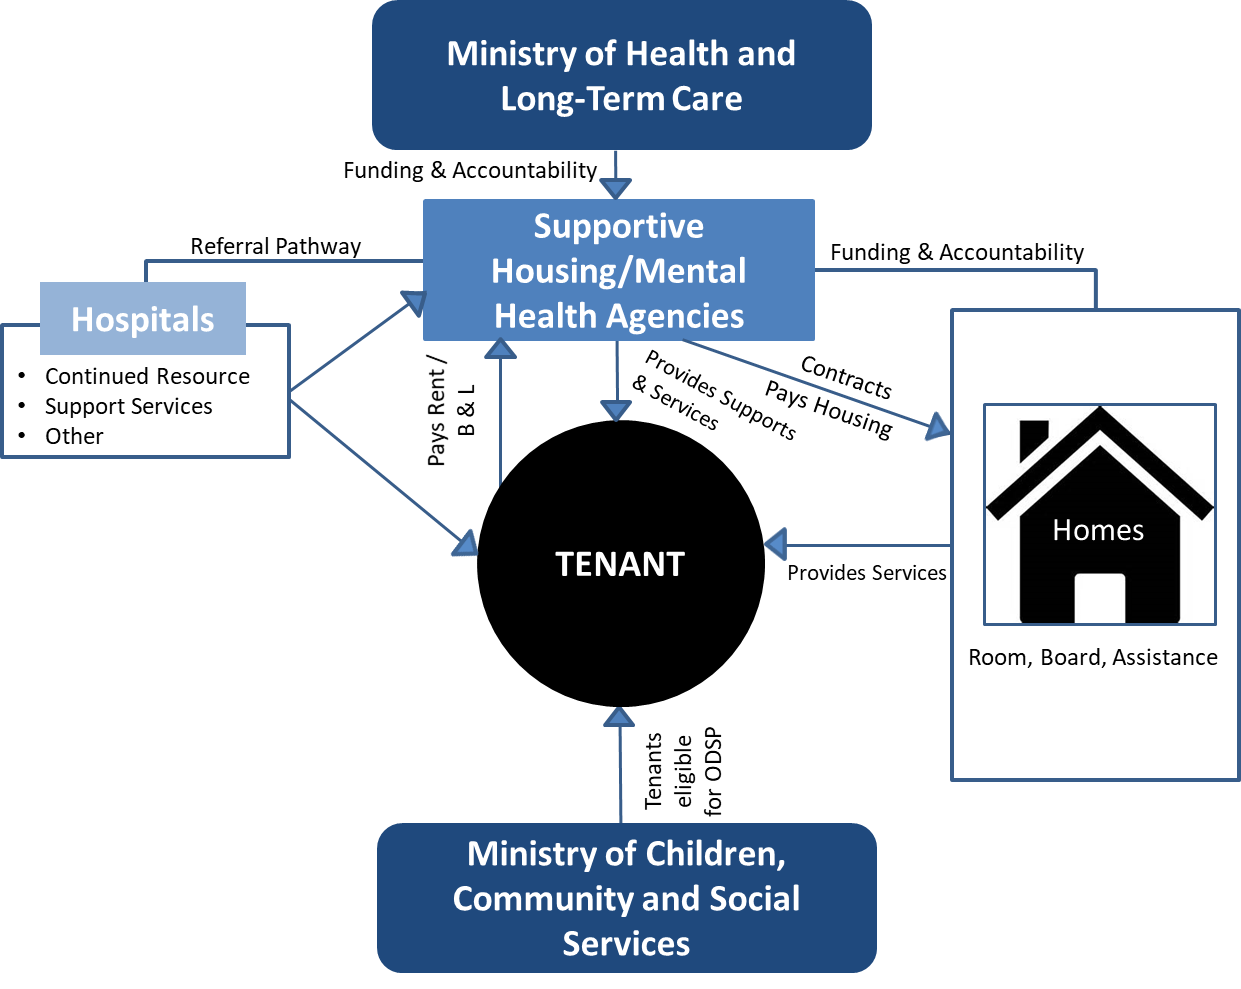 Ministry of Health and
Long-Term Care
Funding & Accountability
Supportive
Housing/Mental
Health Agencies
Referral Pathway
Funding & Accountability
Hospitals
• Continued Resource
• Support Services
• Other
Pays Rent /
B & L
Provides Supports
& Services
Contracts
Pays Housing
Homes
TENANT
Provides Services
Room, Board, Assistance
Tenants
eligible
for ODSP
Ministry of Children,
Community and Social
Services